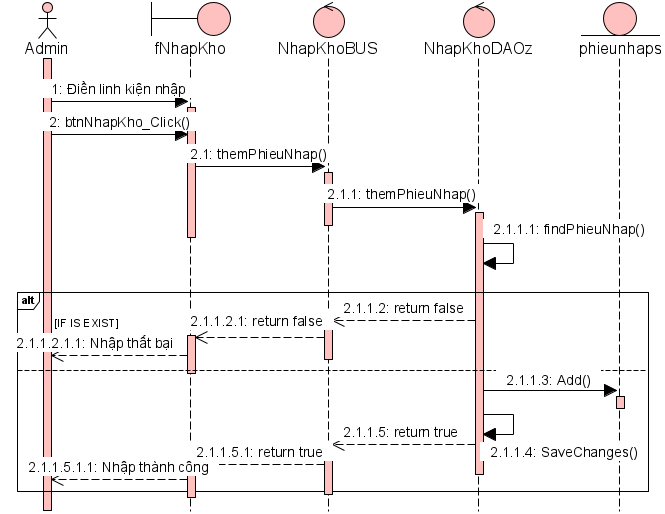 Admin
fNhapKho
NhapKhoBUS
NhapKhoDAOz
phieunhaps
1: Điền linh kiện nhập
2: btnNhapKho_Click()
2.1: themPhieuNhap()
2.1.1: themPhieuNhap()
2.1.1.1: findPhieuNhap()
alt
[IF IS EXIST]
2.1.1.2: return false
2.1.1.2.1: return false
2.1.1.2.1.1: Nhập thất bại
2.1.1.3: Add()
2.1.1.5: return true
2.1.1.4: SaveChanges()
2.1.1.5.1: return true
2.1.1.5.1.1: Nhập thành công